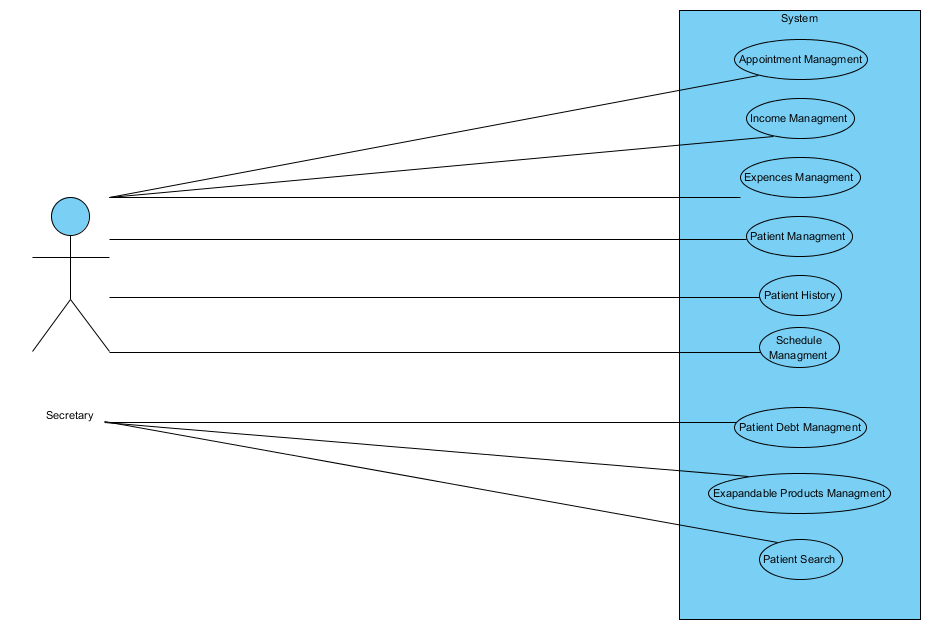 System
Appointment Managment
Income Managment
Expences Managment
Patient Managment
Patient History
Schedule
Managment
Secretary
Patient Debt Managment
Exapandable Products Managment
Patient Search